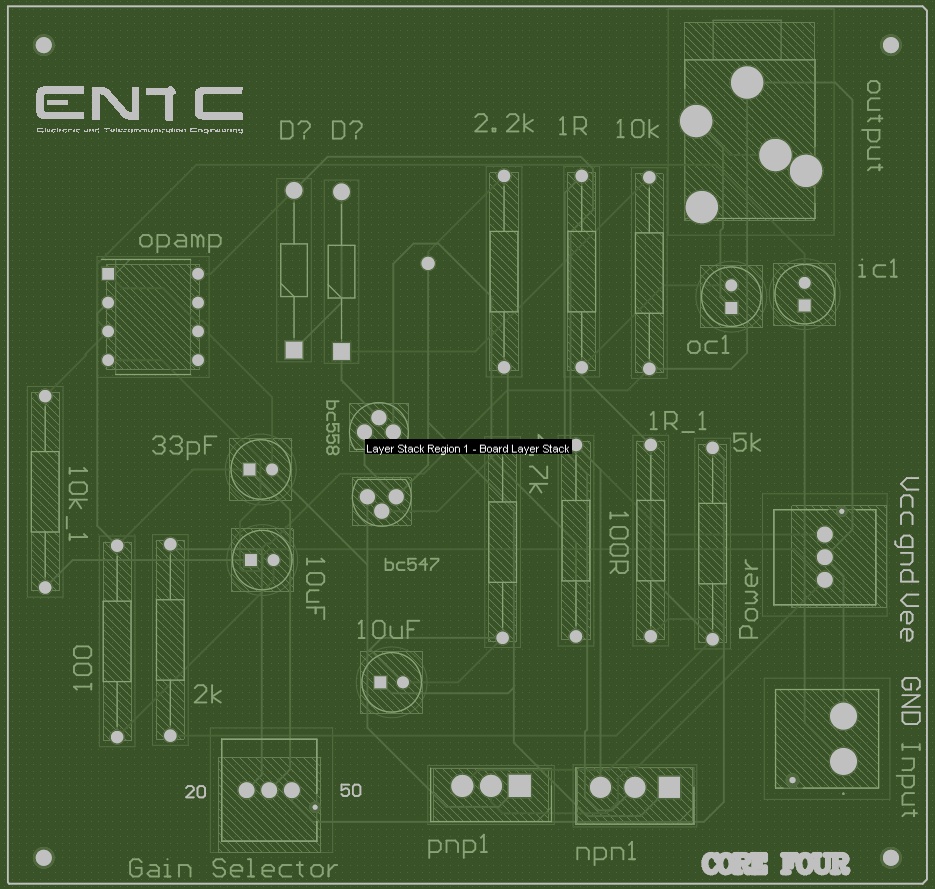 ENTC
Electronic and Telecommunication Engineering
D? D?
2.2k 1R 10k
output
opamp
ic1
oc1
bc558
1R_1
33pF
Layer Stack Region 1 - Board Layer Stack
5k
7k
10k_1
100R
Vcc gnd Vee
bc547
10uF
Power
10uF
100
2k
GND Input
20
50
pnp1
npn1
Gain Selector
CORE FOUR